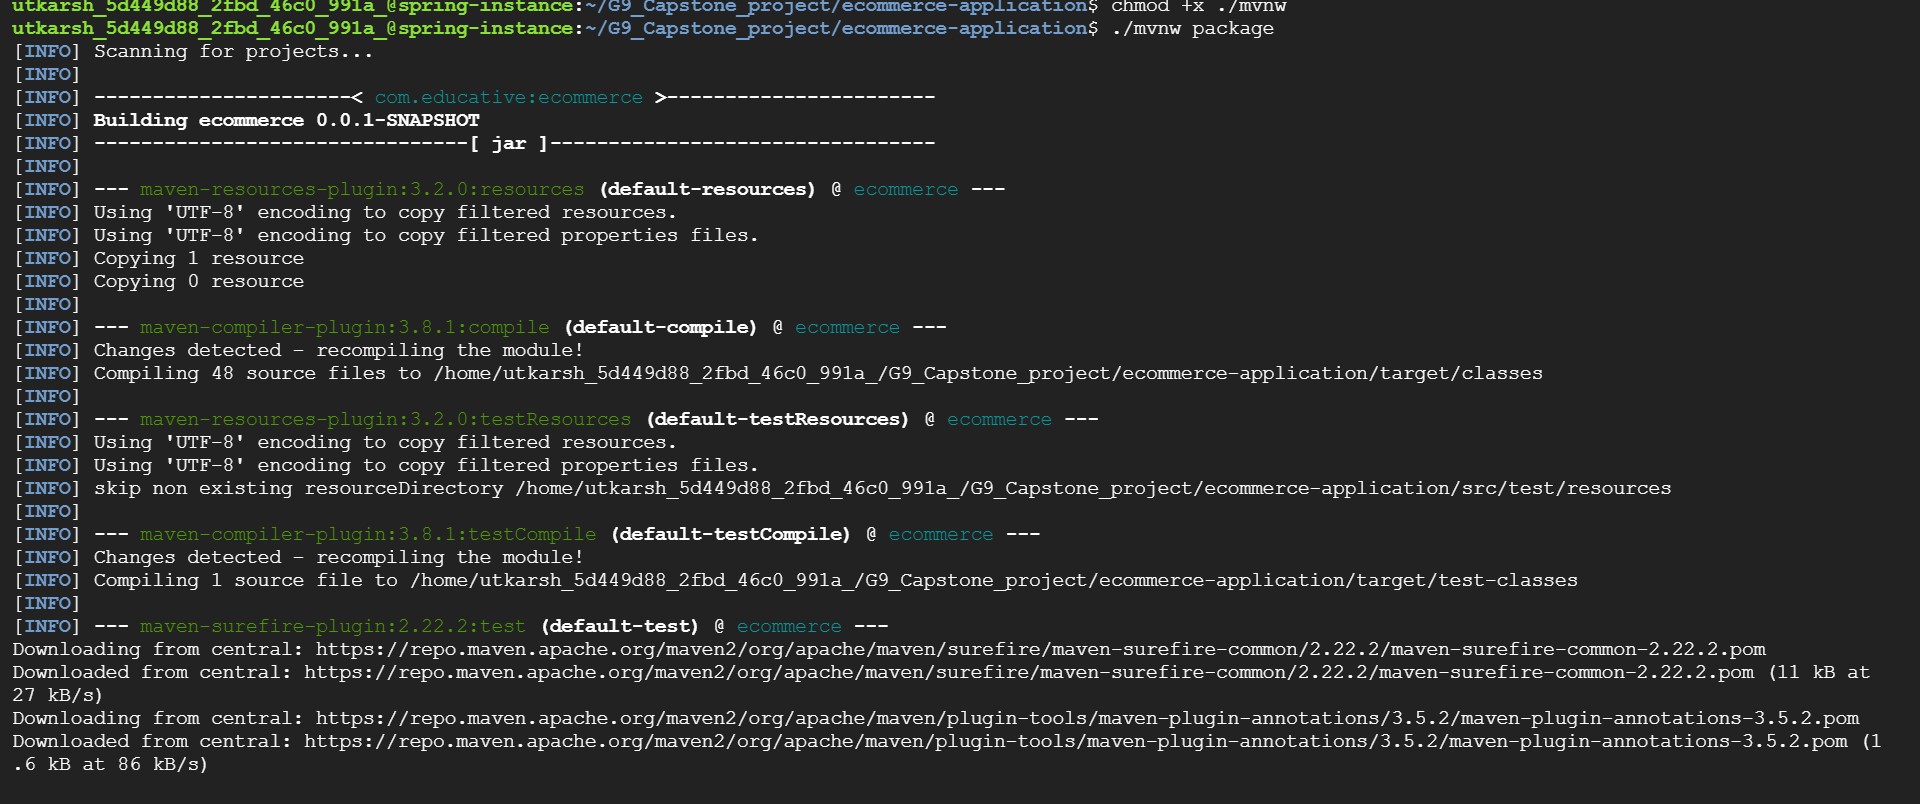 utkarsh_5d449d88_2fbd_46c0_991a_@spring-instance:~/G9_Capstone_project/ecommerce-application$ chmod +x ./mvnw
utkarsh_5d449d88_2fbd_46c0_991a_@spring-instance:~/G9_Capstone_project/ecommerce-application$ ./mvnw package
[INFO] Scanning for projects...
[INFO]
[INFO] ----------------------< com.educative:ecommerce >-----------------------
[INFO] Building ecommerce 0.0.1-SNAPSHOT
[INFO] --------------------------------[ jar ]---------------------------------
[INFO]
[INFO] --- maven-resources-plugin:3.2.0:resources (default-resources) @ ecommerce ---
[INFO] Using 'UTF-8' encoding to copy filtered resources.
[INFO] Using 'UTF-8' encoding to copy filtered properties files.
[INFO] Copying 1 resource
[INFO] Copying 0 resource
[INFO]
[INFO] --- maven-compiler-plugin:3.8.1:compile (default-compile) @ ecommerce ---
[INFO] Changes detected - recompiling the module!
[INFO] Compiling 48 source files to /home/utkarsh_5d449d88_2fbd_46c0_991a_/G9_Capstone_project/ecommerce-application/target/classes
[INFO]
[INFO] --- maven-resources-plugin:3.2.0:testResources (default-testResources) @ ecommerce ---
[INFO] Using 'UTF-8' encoding to copy filtered resources.
[INFO] Using 'UTF-8' encoding to copy filtered properties files.
[INFO] skip non existing resourceDirectory /home/utkarsh_5d449d88_2fbd_46c0_991a_/G9_Capstone_project/ecommerce-application/src/test/resources
[INFO]
[INFO] --- maven-compiler-plugin:3.8.1:testCompile (default-testCompile) @ ecommerce ---
[INFO] Changes detected - recompiling the module!
[INFO] Compiling 1 source file to /home/utkarsh_5d449d88_2fbd_46c0_991a_/G9_Capstone_project/ecommerce-application/target/test-classes
[INFO]
[INFO] --- maven-surefire-plugin:2.22.2:test (default-test) @ ecommerce ---
Downloading from central: https://repo.maven.apache.org/maven2/org/apache/maven/surefire/maven-surefire-common/2.22.2/maven-surefire-common-2.22.2.pom
Downloaded from central: https://repo.maven.apache.org/maven2/org/apache/maven/surefire/maven-surefire-common/2.22.2/maven-surefire-common-2.22.2.pom (11 kB at
27 kB/s)
Downloading from central: https://repo.maven.apache.org/maven2/org/apache/maven/plugin-tools/maven-plugin-annotations/3.5.2/maven-plugin-annotations-3.5.2.pom
Downloaded from central: https://repo.maven.apache.org/maven2/org/apache/maven/plugin-tools/maven-plugin-annotations/3.5.2/maven-plugin-annotations-3.5.2.pom (1
.6 kB at 86 kB/s)